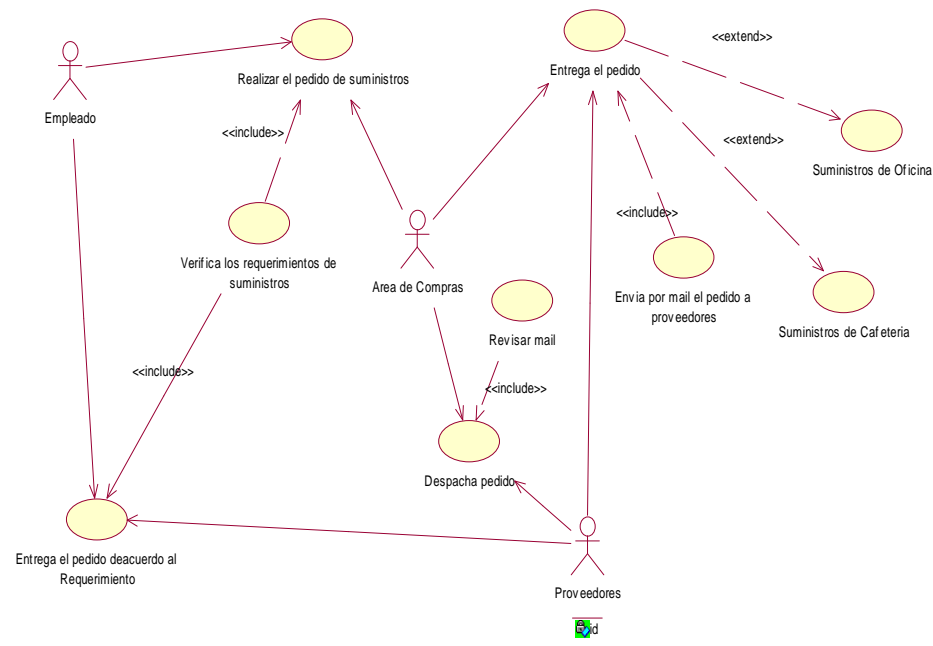 <<extend>>
Entrega el pedido
Realizar el pedido de suministros
Empleado
<<include>>
<<extend>>
Suministros de Oficina
<<include>>
Verifica los requerimientos de
suministros
Area de Compras
Envia por mail el pedido a
proveedores
Revisar mail
Suministros de Cafeteria
<<include>>
<<include>>
Despacha pedido
Entrega el pedido deacuerdo al
Requerimiento
Proveedores
id